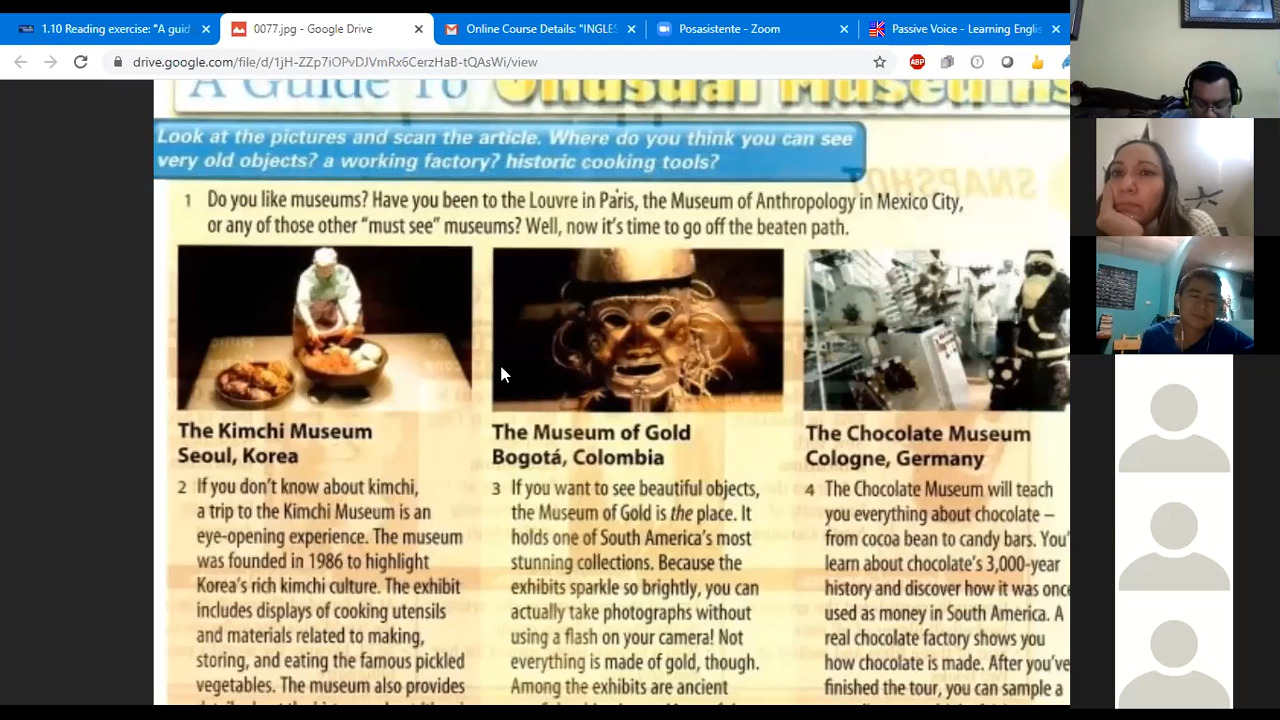 1.10 Reading exercise: "A guid
0077.jpg - Google Drive
Online Course Details: "INGLES
Posasistente - Zoom
Passive Voice - Learning Engli
drive.google.com/file/d/1jH-ZZp7iOPvDJVmRx6CerzHaB-tQAsWi/view
ABP
A Guide To Unusual Museums
Look at the pictures and scan the article. Where do you think you can see
very old objects? a working factory? historic cooking tools?
SNAPSHOT
1 Do you like museums? Have you been to the Louvre in Paris, the Museum of Anthropology in Mexico City,
or any of those other "must see" museums? Well, now it's time to go off the beaten path.
The Kimchi Museum
Seoul, Korea
2 If you don't know about kimchi,
a trip to the Kimchi Museum is an
eye-opening experience. The museum
was founded in 1986 to highlight
Korea's rich kimchi culture. The exhibit
includes displays of cooking utensils
and materials related to making,
storing, and eating the famous pickled
vegetables. The museum also provides
The Museum of Gold
Bogotá, Colombia
3 If you want to see beautiful objects,
the Museum of Gold is the place. It
holds one of South America's most
stunning collections. Because the
exhibits sparkle so brightly, you can
actually take photographs without
using a flash on your camera! Not
everything is made of gold, though.
Among the exhibits are ancient
The Chocolate Museum
Cologne, Germany
4 The Chocolate Museum will teach
you everything about chocolate –
from cocoa bean to candy bars. You'
learn about chocolate's 3,000-year
history and discover how it was once
used as money in South America. A
real chocolate factory shows you
how chocolate is made. After you've
finished the tour, you can sample a